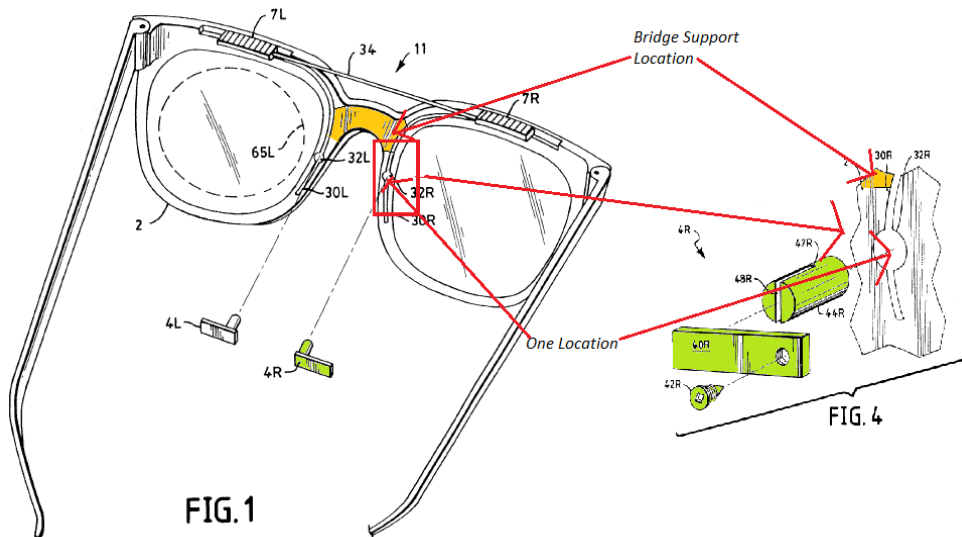 7L
34
11
Bridge Support
Location
7R
65L
32L
32R
30L
30R
2
2
30R
32R
4R
47R
48R
44R
4L
One Location
40R
4R
42R
FIG. 4
FIG. 1